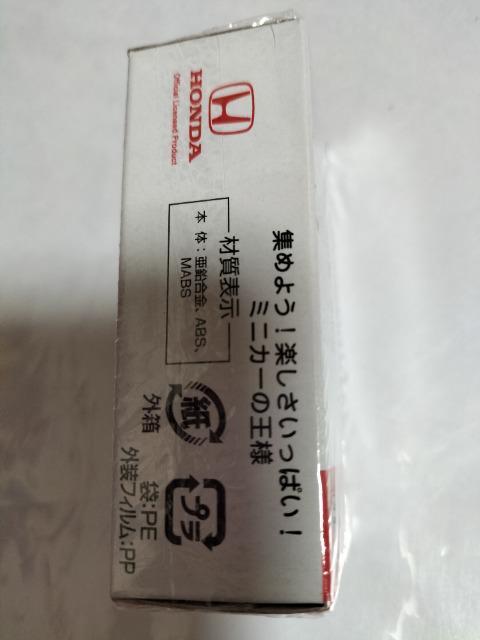 HONDA
Official Licensed Product
集めよう！楽しさいっぱい！
ミニカーの王様
材質表示
本体：亜鉛合金、ABS、
MABS
紙
外箱
プラ
袋:PE
外装フィルム:PP